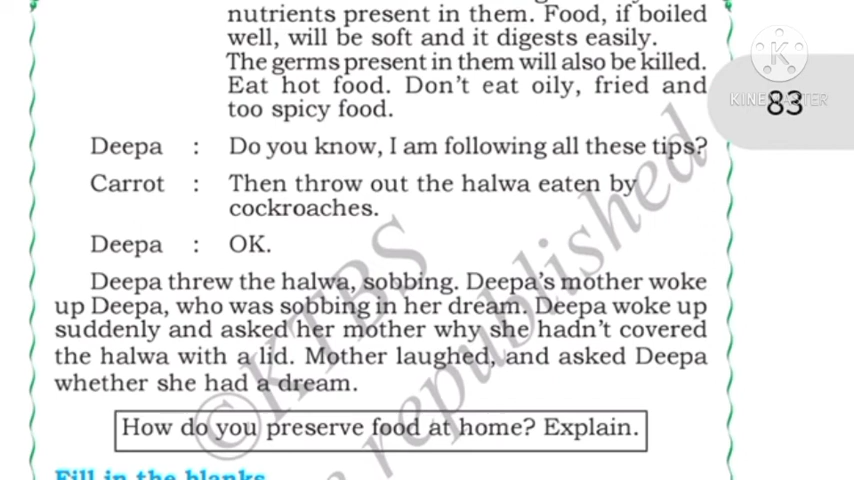 nutrients present in them. Food, if boiled
well, will be soft and it digests easily.
The germs present in them will also be killed.
Eat hot food. Don't eat oily, fried and
too spicy food.
KINEMASTER
83
Deepa : Do you know, I am following all these tips?
Carrot : Then throw out the halwa eaten by
cockroaches.
Deepa : OK.
Deepa threw the halwa, sobbing. Deepa's mother woke
up Deepa, who was sobbing in her dream. Deepa woke up
suddenly and asked her mother why she hadn't covered
the halwa with a lid. Mother laughed, and asked Deepa
whether she had a dream.
How do you preserve food at home? Explain.
Fill in the blanks
©KTBS
be republished